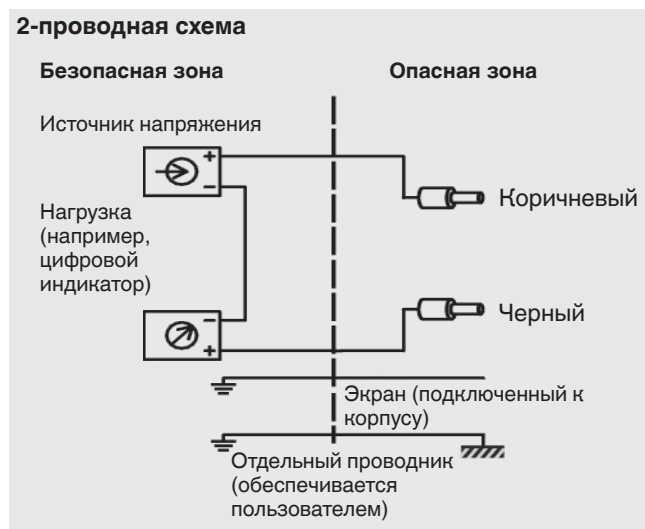 2-проводная схема
Безопасная зона
Опасная зона
Источник напряжения
+
−
Коричневый
Нагрузка
(например,
цифровой
индикатор)
−
+
Черный
Экран (подключенный к
корпусу)
Отдельный проводник
(обеспечивается
пользователем)